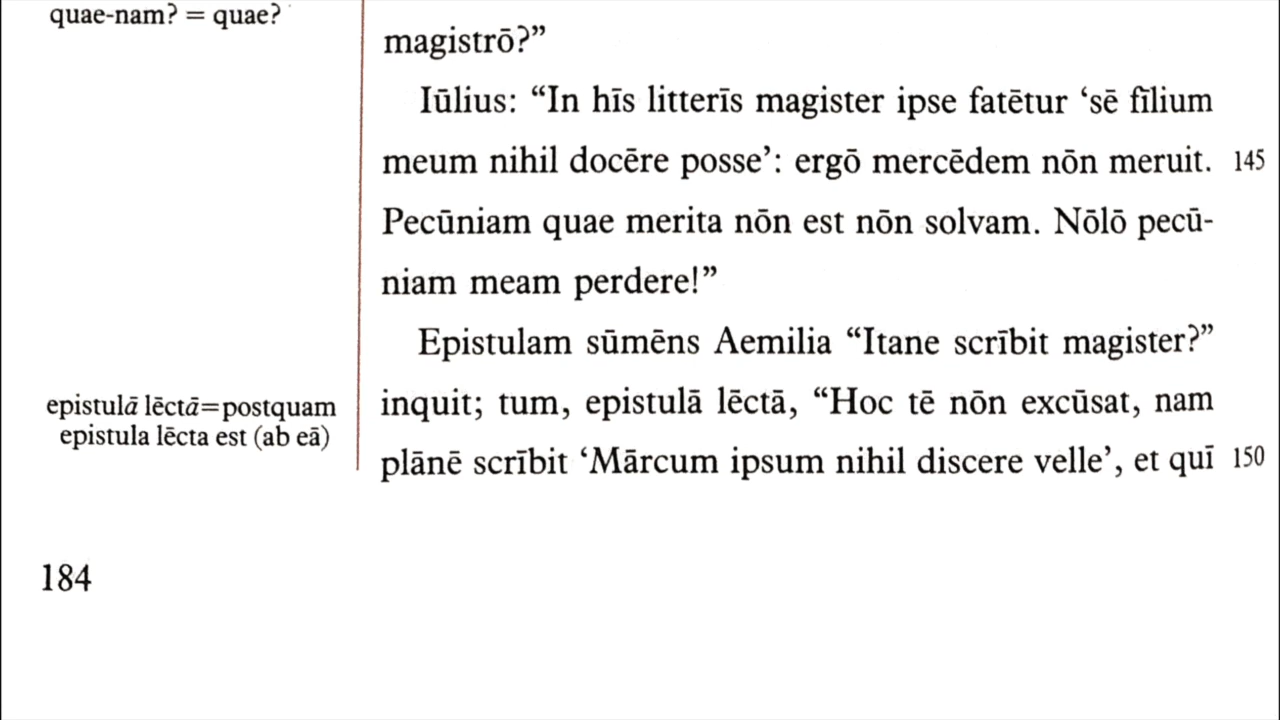 quae-nam? = quae?
magistrō?”
Iūlius: “In hīs litterīs magister ipse fatētur ‘sē fīlium
meum nihil docēre posse’: ergō mercēdem nōn meruit. 145
Pecūniam quae merita nōn est nōn solvam. Nōlō pecū-
niam meam perdere!”
Epistulam sūmēns Aemilia “Itane scrībit magister?”
epistulā lēctā=postquam
epistula lēcta est (ab eā)
inquit; tum, epistulā lēctā, “Hoc tē nōn excūsat, nam
plānē scrībit ‘Mārcum ipsum nihil discere velle’, et quī 150
184